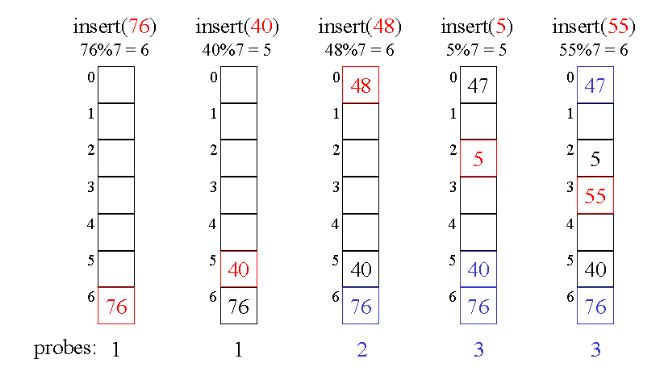 insert(76) insert(40) insert(48) insert(5) insert(55)
76%7 = 6 40%7 = 5 48%7 = 6 5%7 = 5 55%7 = 6
0 0 0 48 0 47 0 47
1 1 1 1 1
2 2 2 2 5 2 5
3 3 3 3 3 55
4 4 4 4 4
5 5 40 5 40 5 40 5 40
6 76 6 76 6 76 6 76 6 76
probes: 1 1 2 3 3